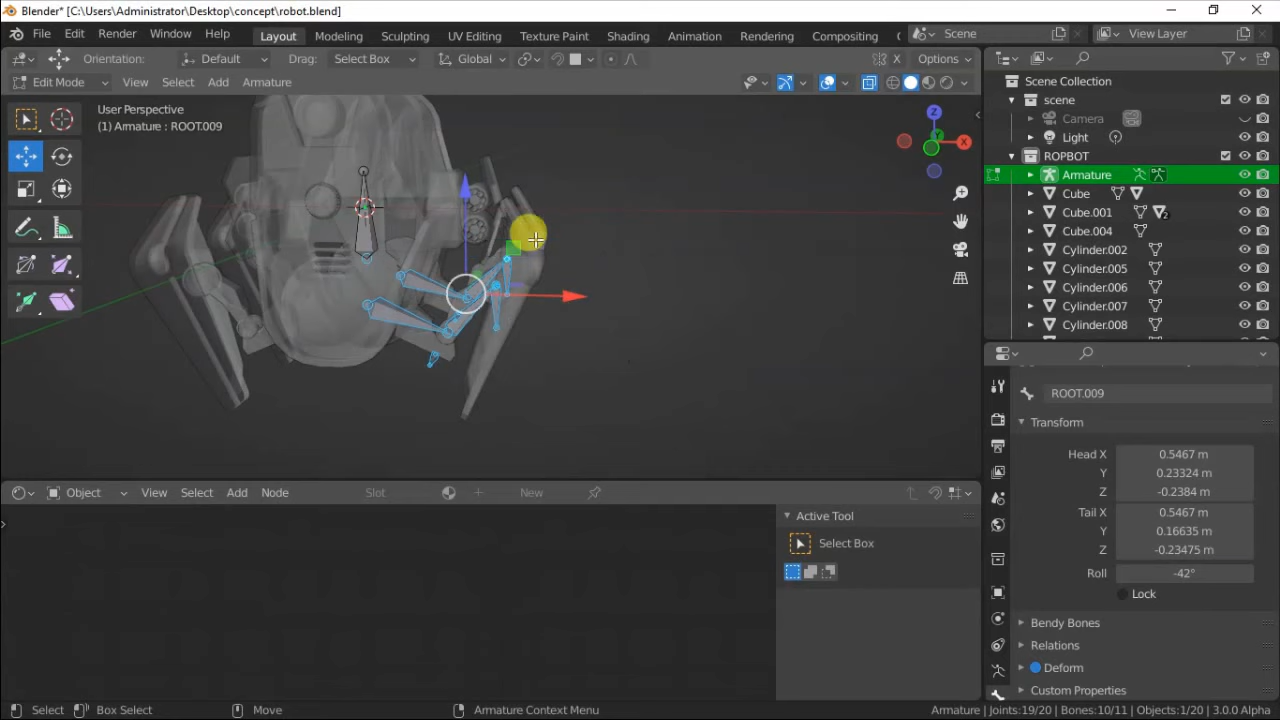 Blender* [C:\Users\Administrator\Desktop\concept\robot.blend]
File Edit Render Window Help Layout Modeling Sculpting UV Editing Texture Paint Shading Animation Rendering Compositing Scene View Layer
Orientation: Default Drag: Select Box Global X Options
Edit Mode View Select Add Armature
User Perspective
(1) Armature : ROOT.009
Z
Y
X
Scene Collection
scene
Camera
Light
ROPBOT
Armature
Cube
Cube.001 2
Cube.004
Cylinder.002
Cylinder.005
Cylinder.006
Cylinder.007
Cylinder.008
ROOT.009
Transform
Head X 0.5467 m
Y 0.23324 m
Z -0.2384 m
Tail X 0.5467 m
Y 0.16635 m
Z -0.23475 m
Roll -42°
Lock
Bendy Bones
Relations
Deform
Custom Properties
Object View Select Add Node Slot New
Active Tool
Select Box
Select Box Select Move Armature Context Menu Armature | Joints:19/20 | Bones:10/11 | Objects:1/20 | 3.0.0 Alpha